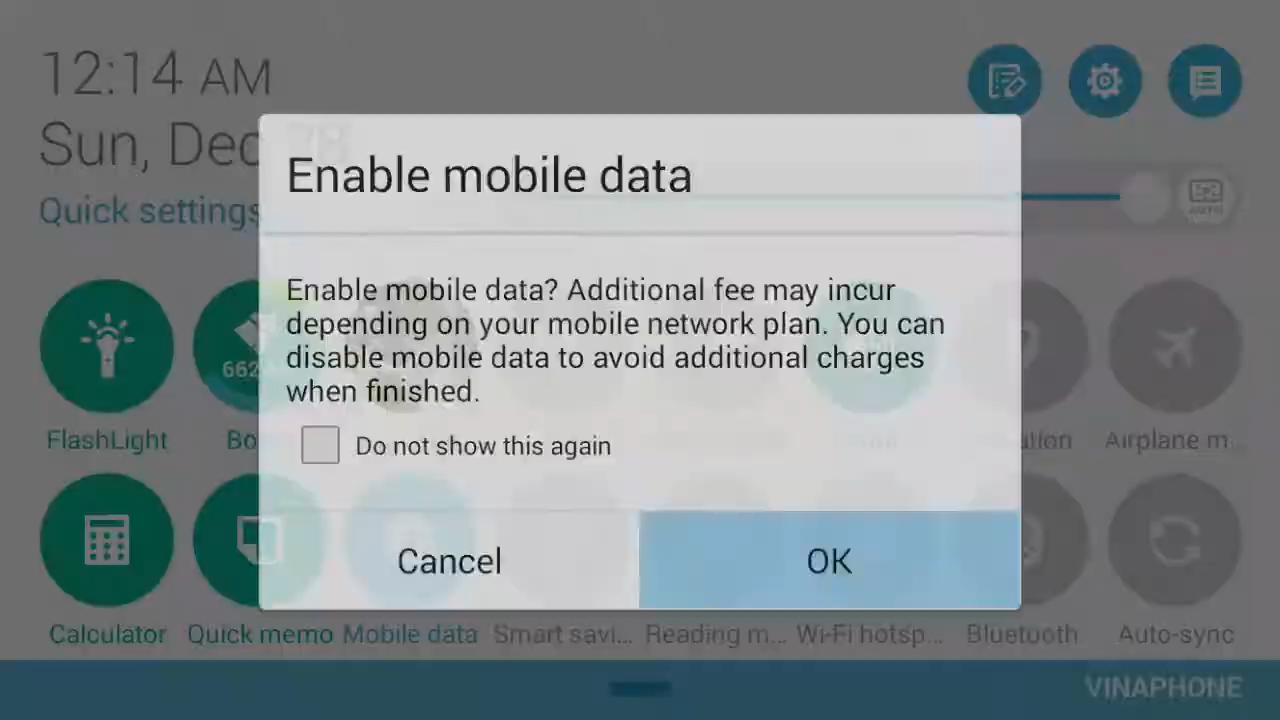 12:14 AM
Sun, Dec 28
Quick settings
AUTO
Enable mobile data
Enable mobile data? Additional fee may incur
depending on your mobile network plan. You can
disable mobile data to avoid additional charges
when finished.
Do not show this again
Cancel
OK
662
FlashLight
Airplane m...
Calculator
Quick memo
Mobile data
Smart savi...
Reading m...
Wi-Fi hotsp...
Bluetooth
Auto-sync
VINAPHONE